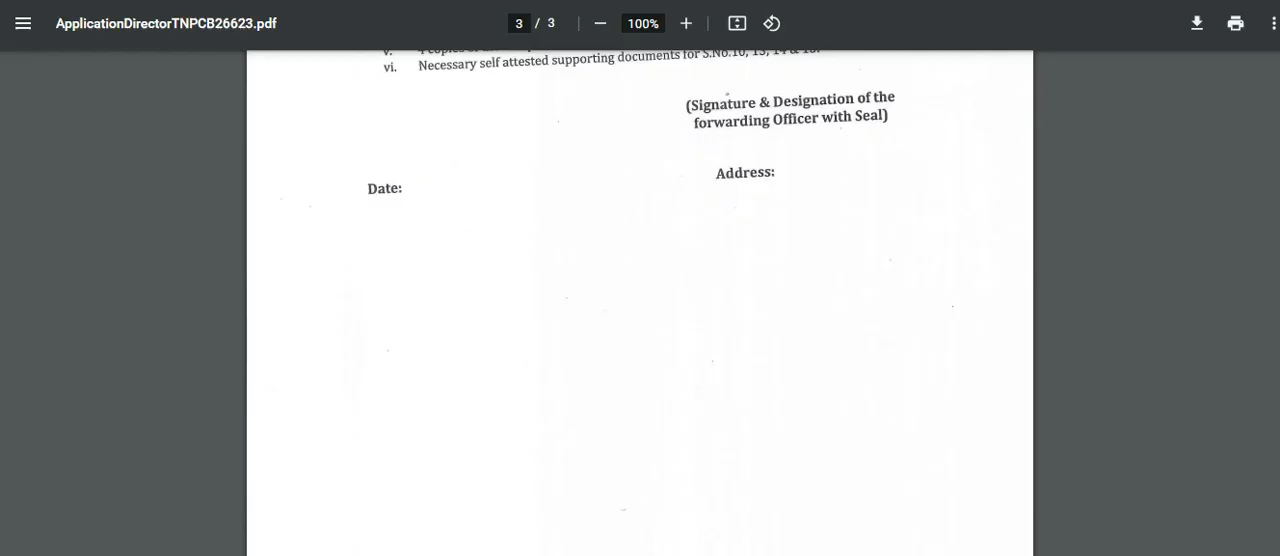 ApplicationDirectorTNPCB26623.pdf
3 / 3
100%
vi. Necessary self attested supporting documents for S.No.10, 13, 14 &
(Signature & Designation of the
forwarding Officer with Seal)
Address:
Date: